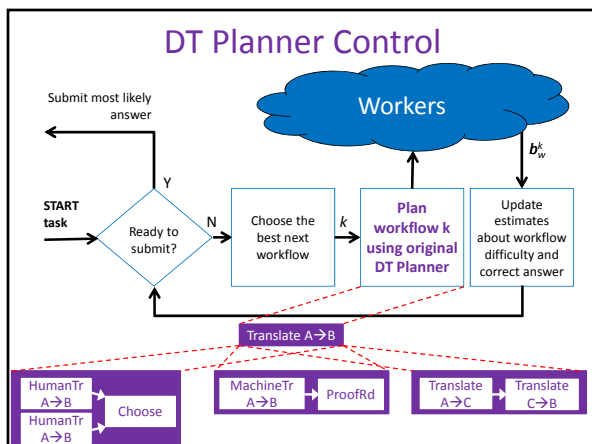 DT Planner Control
Submit most likely
answer
Workers
b_w^k
Y
START
task
N
Ready to
submit?
Choose the
best next
workflow
k
Plan
workflow k
using original
DT Planner
Update
estimates
about workflow
difficulty and
correct answer
Translate A→B
HumanTr
A→B
HumanTr
A→B
Choose
MachineTr
A→B
ProofRd
Translate
A→C
Translate
C→B